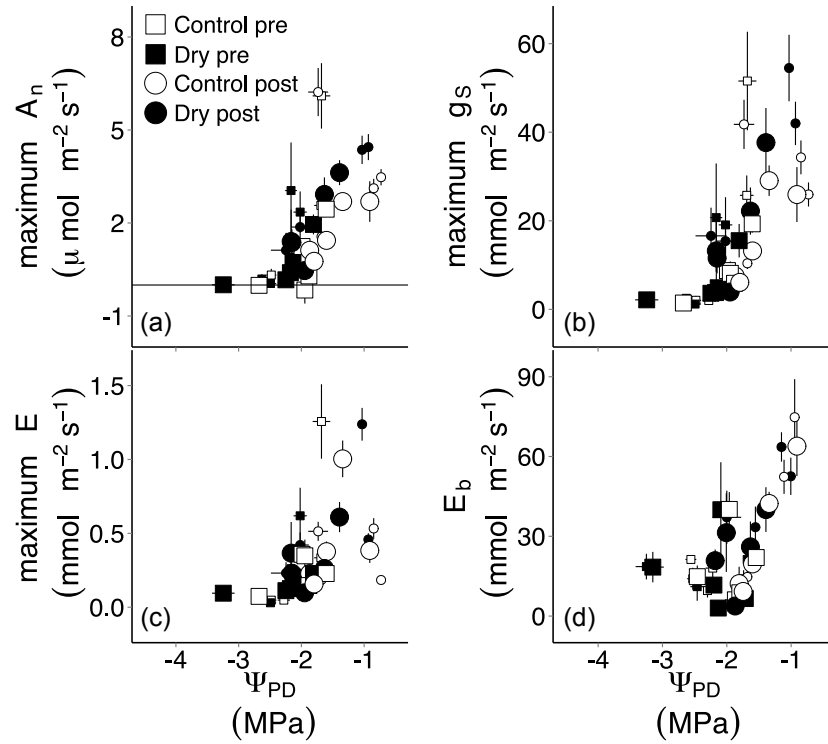 Control pre
Dry pre
Control post
Dry post
maximum Aₙ
(μ mol m⁻² s⁻¹)
8
5
2
-1
(a)
maximum gₛ
(mmol m⁻² s⁻¹)
60
40
20
0
(b)
maximum E
(mmol m⁻² s⁻¹)
1.5
1.0
0.5
0.0
(c)
-4 -3 -2 -1
Ψ_PD
(MPa)
E_b
(mmol m⁻² s⁻¹)
90
60
30
0
(d)
-4 -3 -2 -1
Ψ_PD
(MPa)